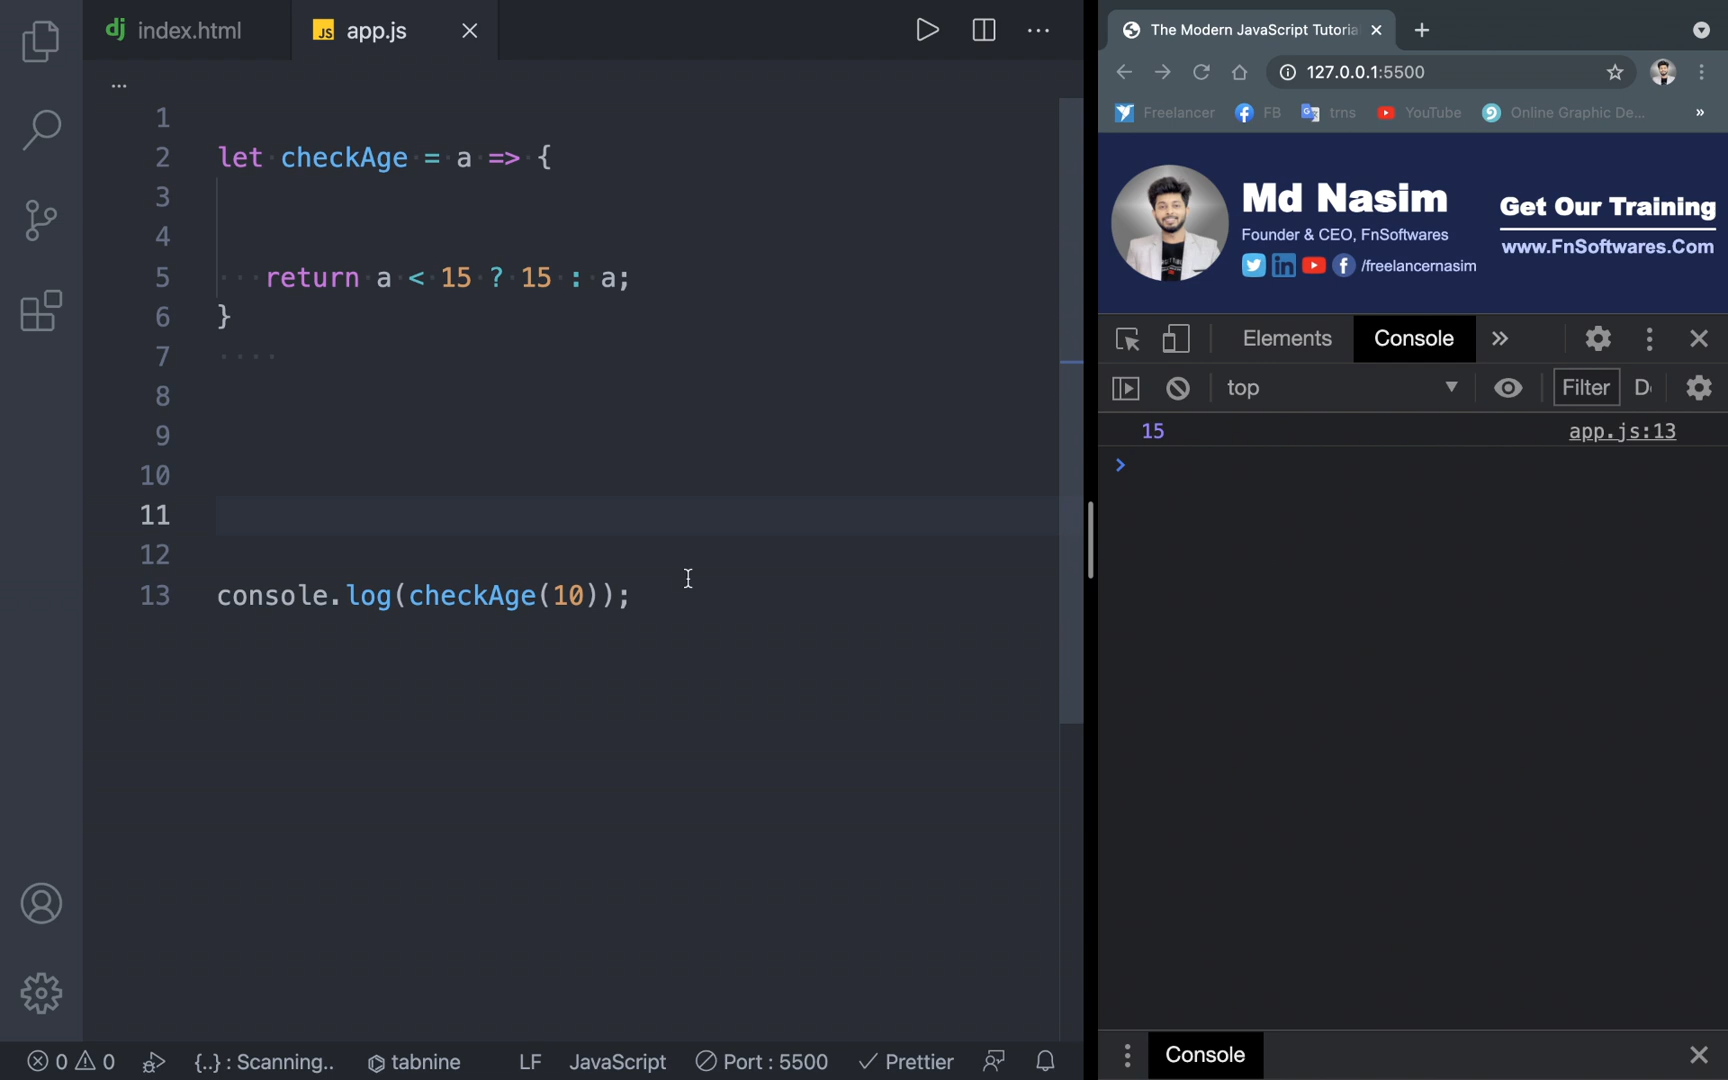 dj index.html
JS app.js
...
1
2 let checkAge = a => {
3
4
5 return a < 15 ? 15 : a;
6 }
7
8
9
10
11
12
13 console.log(checkAge(10));
0 0 {..} : Scanning.. tabnine LF JavaScript Port : 5500 Prettier
The Modern JavaScript Tutoria
127.0.0.1:5500
Freelancer FB trns YouTube Online Graphic De... »
Md Nasim
Founder & CEO, FnSoftwares
/freelancernasim
Get Our Training
www.FnSoftwares.Com
Elements Console
top Filter
15 app.js:13
>
Console